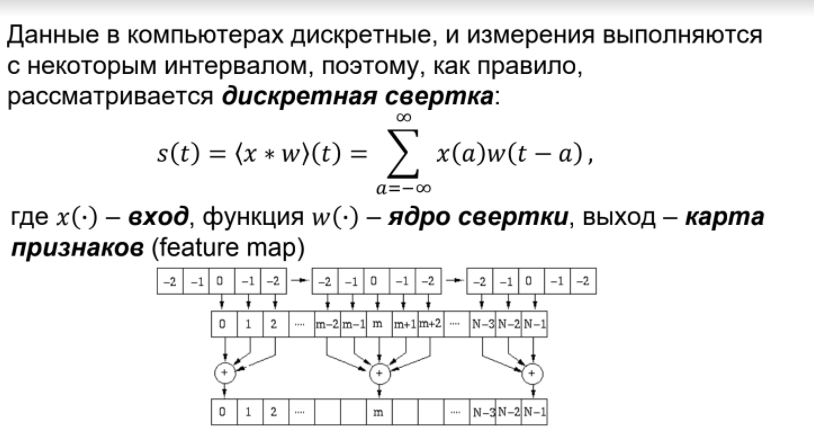 Данные в компьютерах дискретные, и измерения выполняются
с некоторым интервалом, поэтому, как правило,
рассматривается дискретная свертка:
s(t) = ⟨x ∗ w⟩(t) = ∑_{a=−∞}^{∞} x(a)w(t − a),
где x(·) – вход, функция w(·) – ядро свертки, выход – карта
признаков (feature map)
-2 -1 0 -1 -2 -2 -1 0 -1 -2 -2 -1 0 -1 -2
0 1 2 .... m-2 m-1 m m+1 m+2 .... N-3 N-2 N-1
+ + +
0 1 2 .... m .... N-3 N-2 N-1